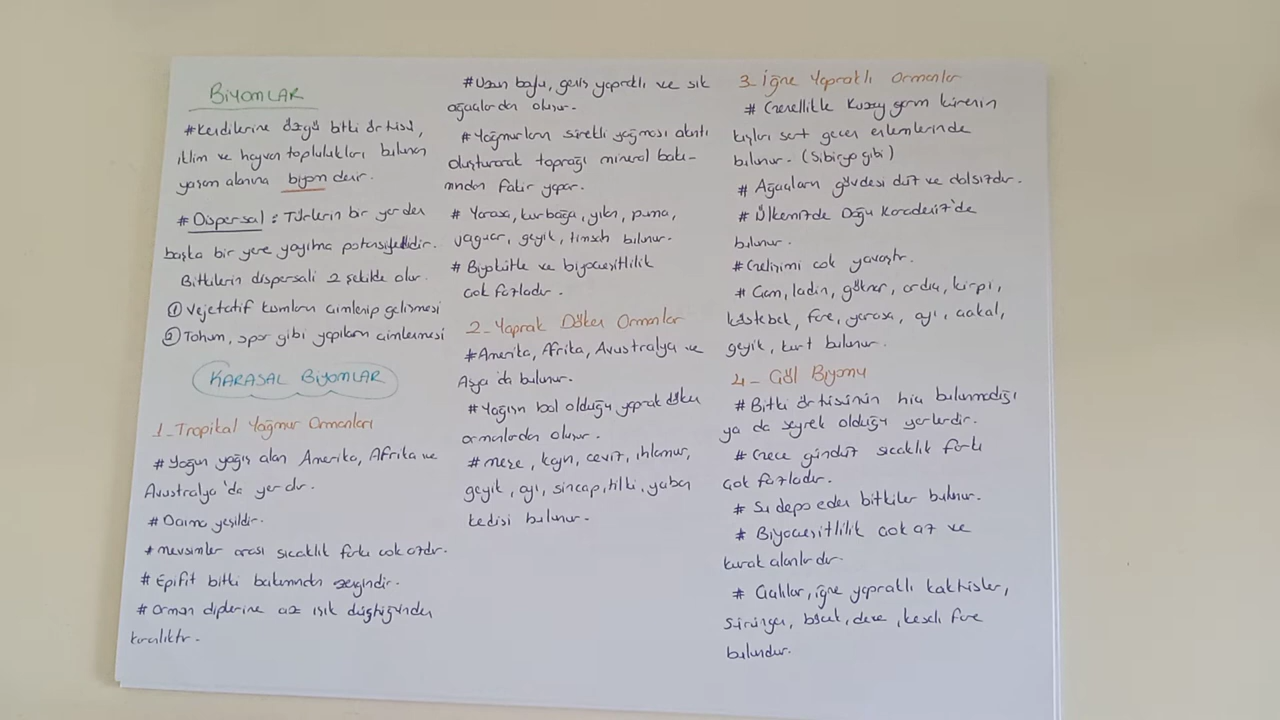 BİYOMLAR
#Kendilerine özgü bitki örtüsü,
iklim ve hayvan toplulukları bulunan
yaşam alanına biyom denir.
# Dispersal : Türlerin bir yerden
başka bir yere yayılma potansiyelidir.
Bitkilerin dispersali 2 şekilde olur.
① Vejetatif kısımların çimlenip gelişmesi
② Tohum, spor gibi yapıların çimlenmesi
KARASAL BİYOMLAR
1_Tropikal Yağmur Ormanları
#Yoğun yağış alan Amerika, Afrika ve
Avustralya'da yer alır.
#Daima yeşildir.
#mevsimler arası sıcaklık farkı çok azdır.
# Epifit bitki bakımından zengindir.
# Orman diplerine az ışık düştüğünden
karanlıktır.
#Uzun boylu, geniş yapraklı ve sık
ağaçlardan oluşur.
#Yağmurların sürekli yağması akıntı
oluşturarak toprağı mineral bakı-
mından fakir yapar.
# Yarasa, kurbağa, yılan, puma,
jaguar, geyik, timsah bulunur.
# Biyokütle ve biyoçeşitlilik
çok fazladır.
2_Yaprak Döken Ormanlar
#Amerika, Afrika, Avustralya ve
Asya'da bulunur.
#Yağışın bol olduğu yaprak döken
ormanlardan oluşur.
#meşe, kayın, ceviz, ıhlamur,
geyik, ayı, sincap, tilki, yaban
kedisi bulunur.
3_İğne Yapraklı Ormanlar
# Genellikle Kuzey yarım kürenin
kışları sert geçen enlemlerinde
bulunur. (Sibirya gibi)
# Ağaçların gövdesi düz ve dalsızdır.
# Ülkemizde Doğu Karadeniz'de
bulunur.
#Gelişimi çok yavaştır.
# Çam, ladin, göknar, ardıç, kirpi,
köstebek, fare, yarasa, ayı, çakal,
geyik, kurt bulunur.
4_ Çöl Biyomu
#Bitki örtüsünün hiç bulunmadığı
ya da seyrek olduğu yerlerdir.
# Gece gündüz sıcaklık farkı
çok fazladır.
# Su depo eden bitkiler bulunur.
# Biyoçeşitlilik çok az ve
kurak alanlardır.
# Çalılar, iğne yapraklı kaktüsler,
sürüngen, böcek, deve, keseli fare
bulundur.